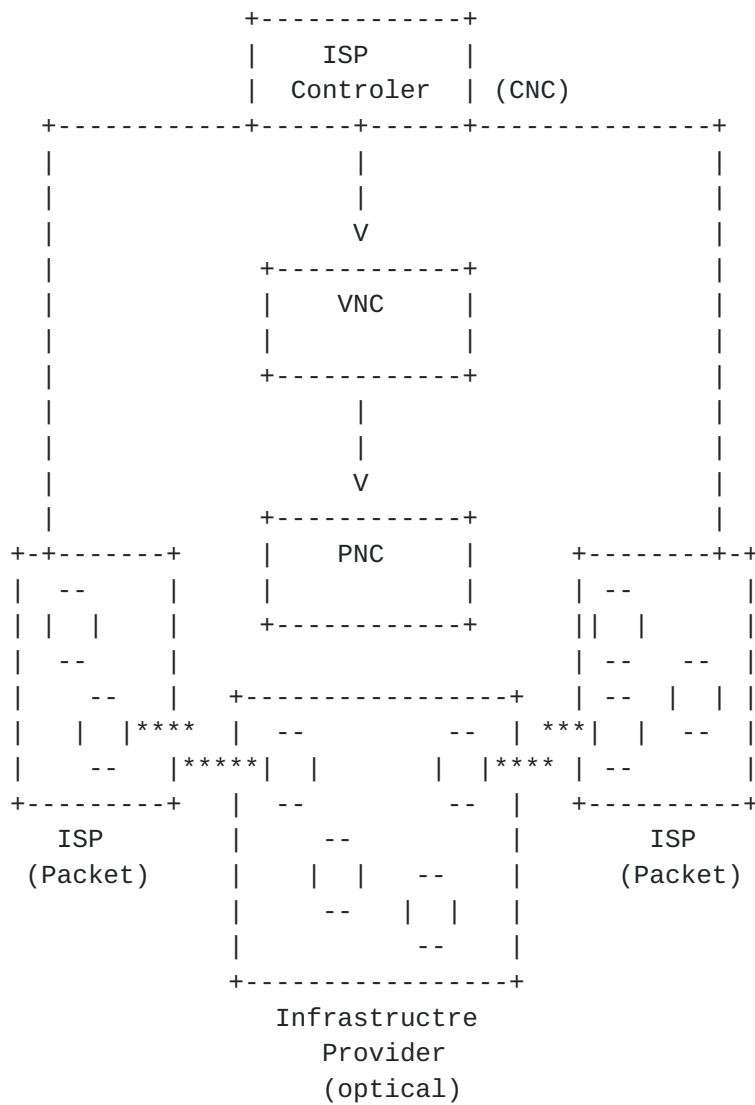 ISP
Controler (CNC)
VNC
PNC
ISP
(Packet)
ISP
(Packet)
Infrastructre
Provider
(optical)